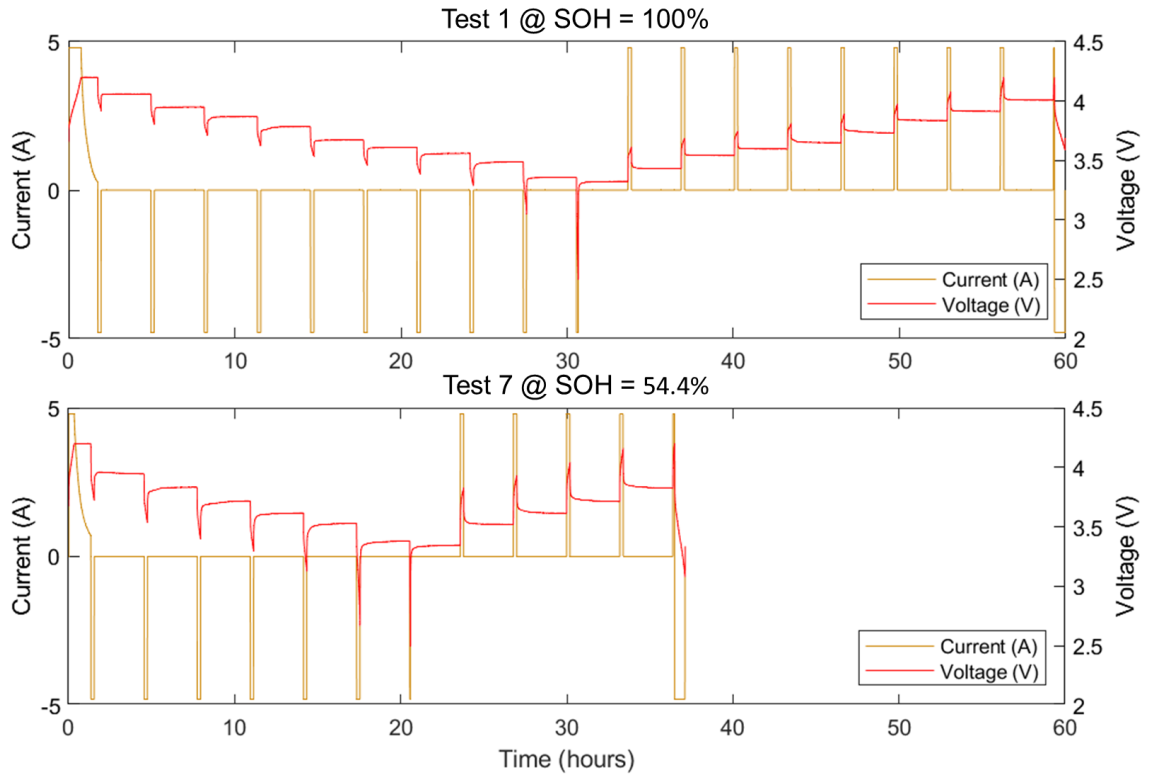 Test 1 @ SOH = 100%
5
0
-5
Current (A)
4.5
4
3.5
3
2.5
2
Voltage (V)
Current (A)
Voltage (V)
0 10 20 30 40 50 60
Test 7 @ SOH = 54.4%
5
0
-5
Current (A)
4.5
4
3.5
3
2.5
2
Voltage (V)
Current (A)
Voltage (V)
0 10 20 30 40 50 60
Time (hours)